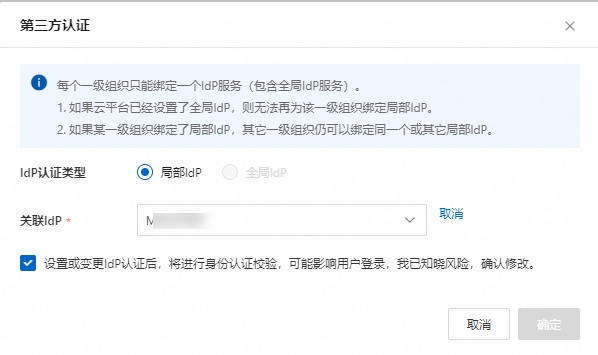 第三方认证
每个一级组织只能绑定一个IdP服务（包含全局IdP服务）。
1. 如果云平台已经设置了全局IdP，则无法再为该一级组织绑定局部IdP。
2. 如果某一级组织绑定了局部IdP，其它一级组织仍可以绑定同一个或其它局部IdP。
IdP认证类型 局部IdP 全局IdP
关联IdP * 取消
设置或变更IdP认证后，将进行身份认证校验，可能影响用户登录，我已知晓风险，确认修改。
取消 确定